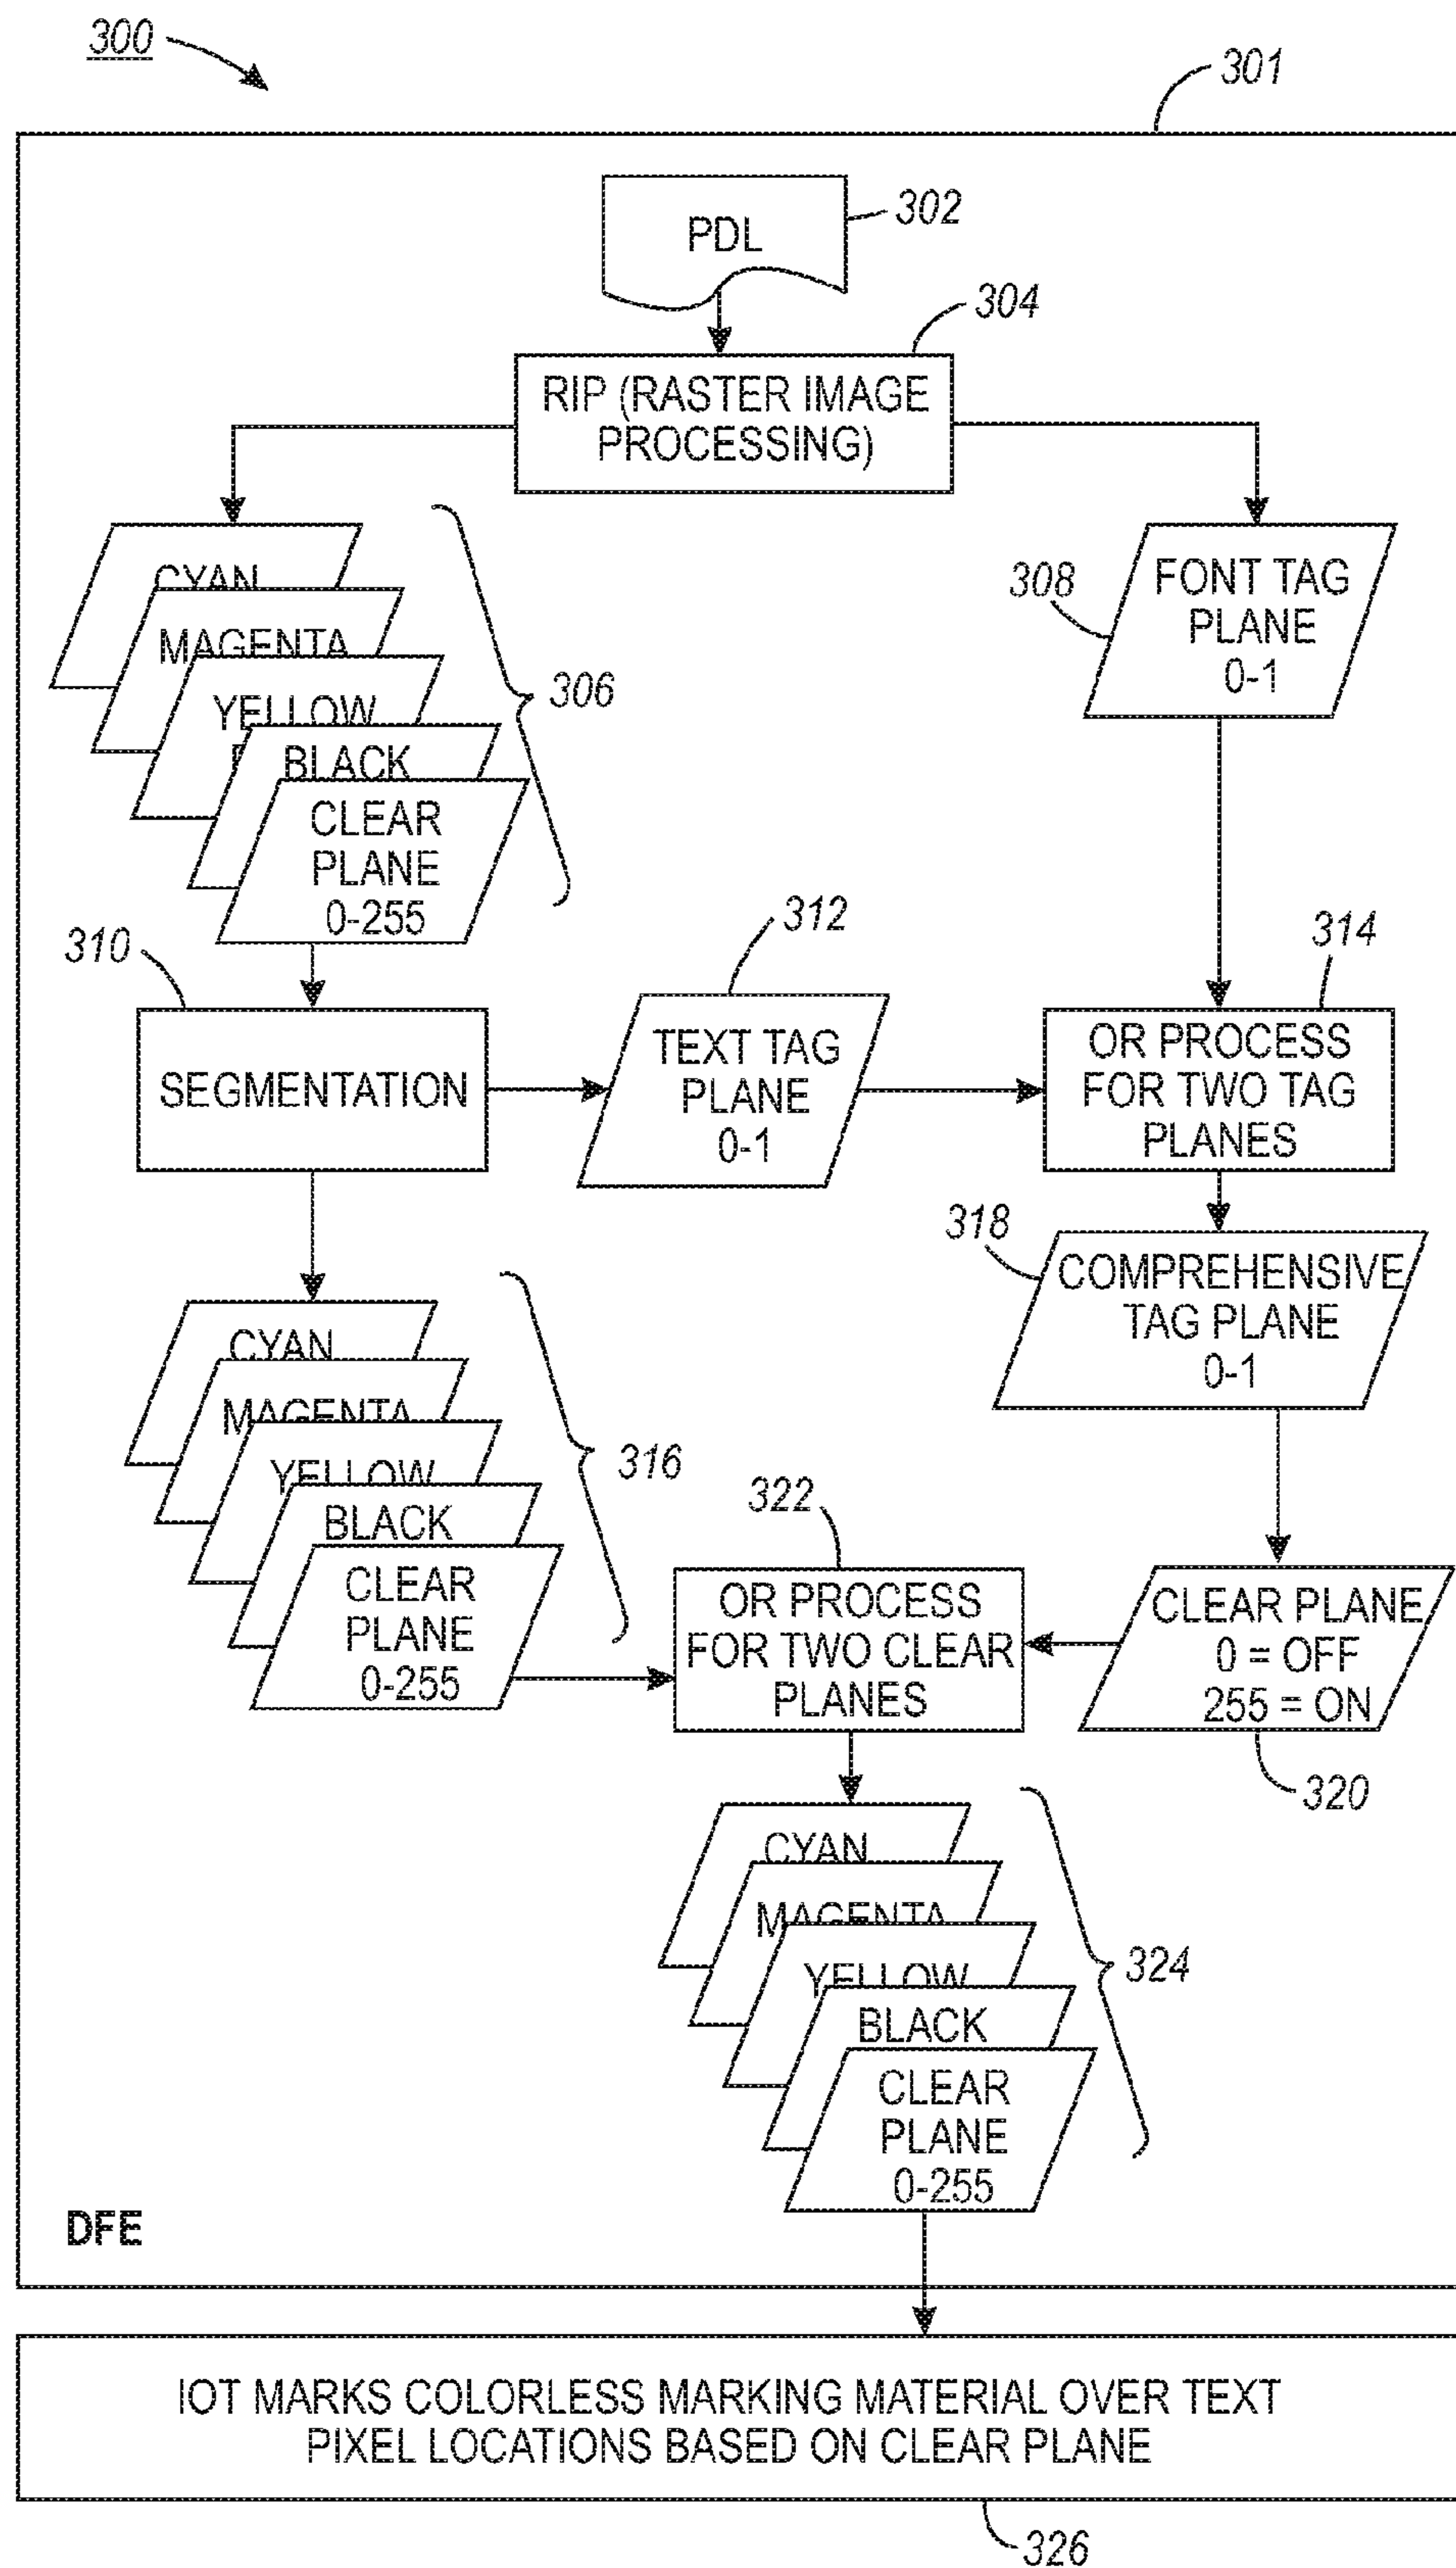 300
301
PDL
302
304
RIP (RASTER IMAGE
PROCESSING)
CYAN
MAGENTA
YELLOW
BLACK
CLEAR
PLANE
0-255
306
308
FONT TAG
PLANE
0-1
310
SEGMENTATION
312
TEXT TAG
PLANE
0-1
314
OR PROCESS
FOR TWO TAG
PLANES
318
COMPREHENSIVE
TAG PLANE
0-1
CYAN
MAGENTA
YELLOW
BLACK
CLEAR
PLANE
0-255
316
322
OR PROCESS
FOR TWO CLEAR
PLANES
CLEAR PLANE
0 = OFF
255 = ON
320
CYAN
MAGENTA
YELLOW
BLACK
CLEAR
PLANE
0-255
324
DFE
IOT MARKS COLORLESS MARKING MATERIAL OVER TEXT
PIXEL LOCATIONS BASED ON CLEAR PLANE
326